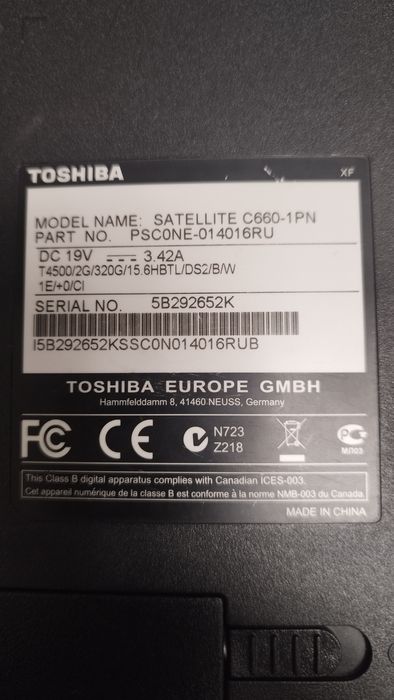 TOSHIBA XF
MODEL NAME: SATELLITE C660-1PN
PART NO. PSC0NE-014016RU
DC 19V 3.42A
T4500/2G/320G/15.6HBTL/DS2/B/W
1E/+0/CI
SERIAL NO. 5B292652K
I5B292652KSSC0N014016RUB
TOSHIBA EUROPE GMBH
Hammfelddamm 8, 41460 NEUSS, Germany
FC CE N723
Z218
МЛ03
This Class B digital apparatus complies with Canadian ICES-003.
Cet appareil numérique de la classe B est conforme à la norme NMB-003 du Canada
MADE IN CHINA